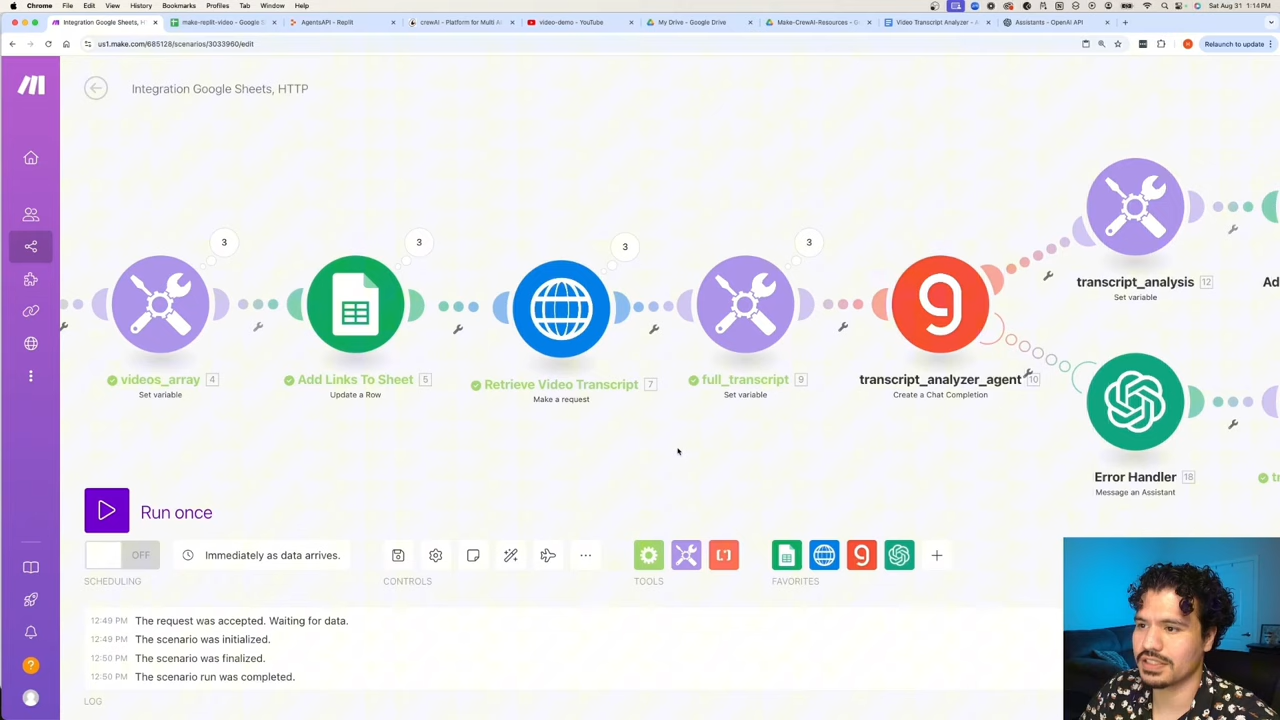 Chrome File Edit View History Bookmarks Profiles Tab Window Help
Sat Aug 31 1:14 PM
Integration Google Sheets, H
make-replit-video - Google S
AgentsAPI - Replit
crewAI - Platform for Multi A
video-demo - YouTube
My Drive - Google Drive
Make-CrewAI-Resources - G
Video Transcript Analyzer - A
Assistants - OpenAI API
us1.make.com/685128/scenarios/3033960/edit
Relaunch to update
Integration Google Sheets, HTTP
3
3
3
3
g
transcript_analysis 12
Set variable
Ad
videos_array 4
Set variable
Add Links To Sheet 5
Update a Row
Retrieve Video Transcript 7
Make a request
full_transcript 9
Set variable
transcript_analyzer_agent 10
Create a Chat Completion
Error Handler 18
Message an Assistant
Run once
OFF
Immediately as data arrives.
SCHEDULING
CONTROLS
TOOLS
FAVORITES
12:49 PM The request was accepted. Waiting for data.
12:49 PM The scenario was initialized.
12:50 PM The scenario was finalized.
12:50 PM The scenario run was completed.
LOG